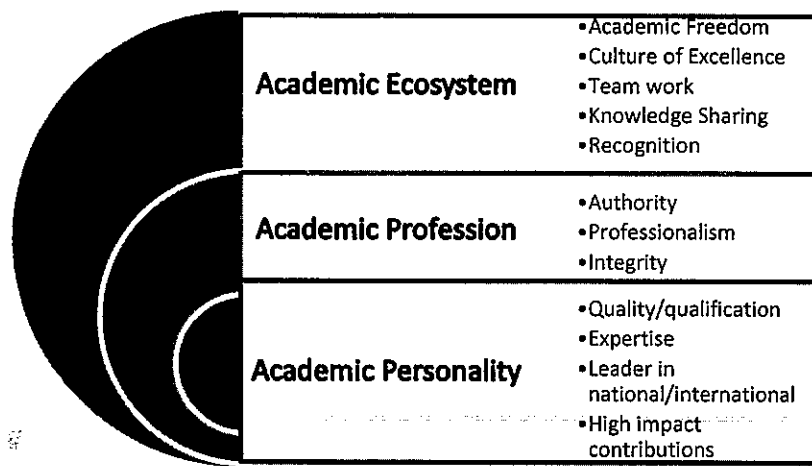 Academic Ecosystem
•Academic Freedom
•Culture of Excellence
•Team work
•Knowledge Sharing
•Recognition
Academic Profession
•Authority
•Professionalism
•Integrity
Academic Personality
•Quality/qualification
•Expertise
•Leader in
national/international
•High impact
contributions